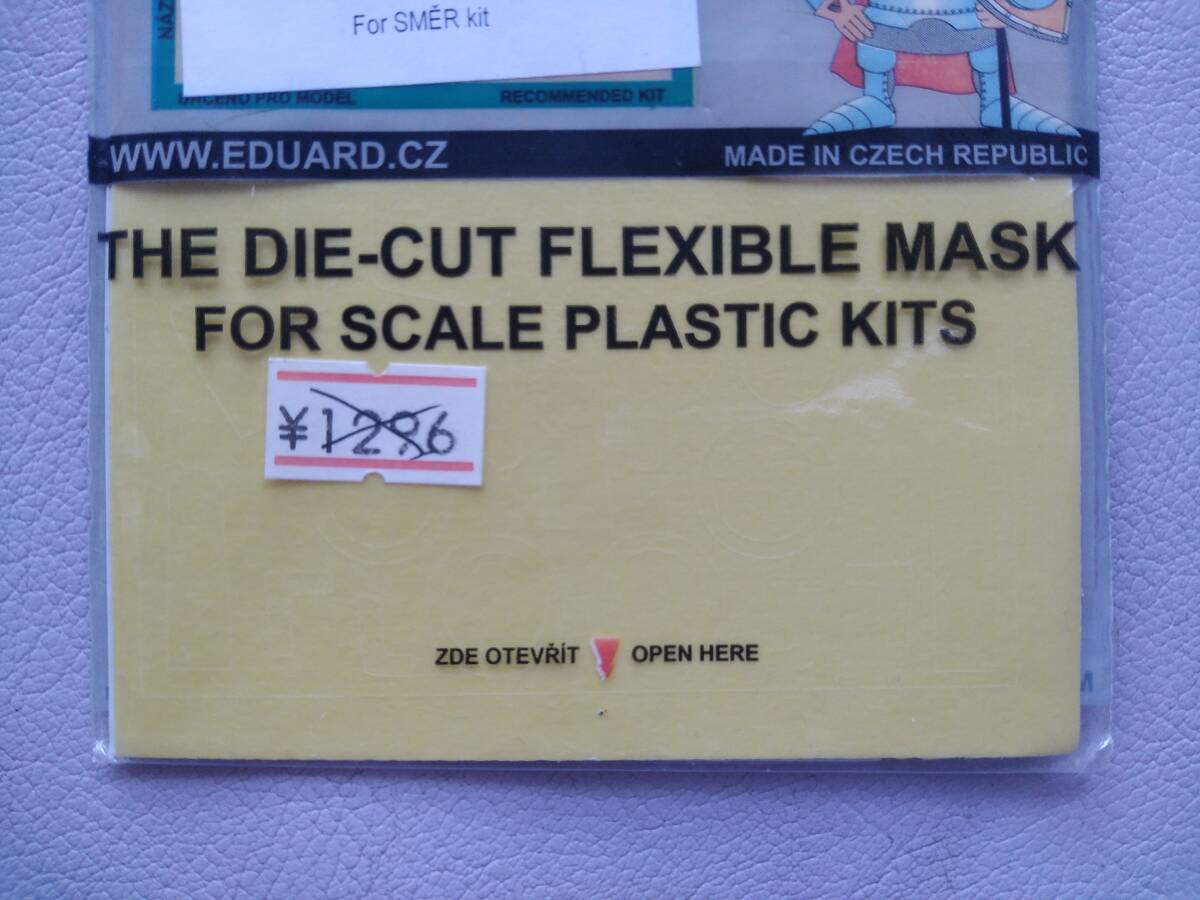 NÁZ
For SMĚR kit
URČENO PRO MODEL
RECOMMENDED KIT
WWW.EDUARD.CZ
MADE IN CZECH REPUBLIC
THE DIE-CUT FLEXIBLE MASK
FOR SCALE PLASTIC KITS
¥1296
ZDE OTEVŘÍT OPEN HERE